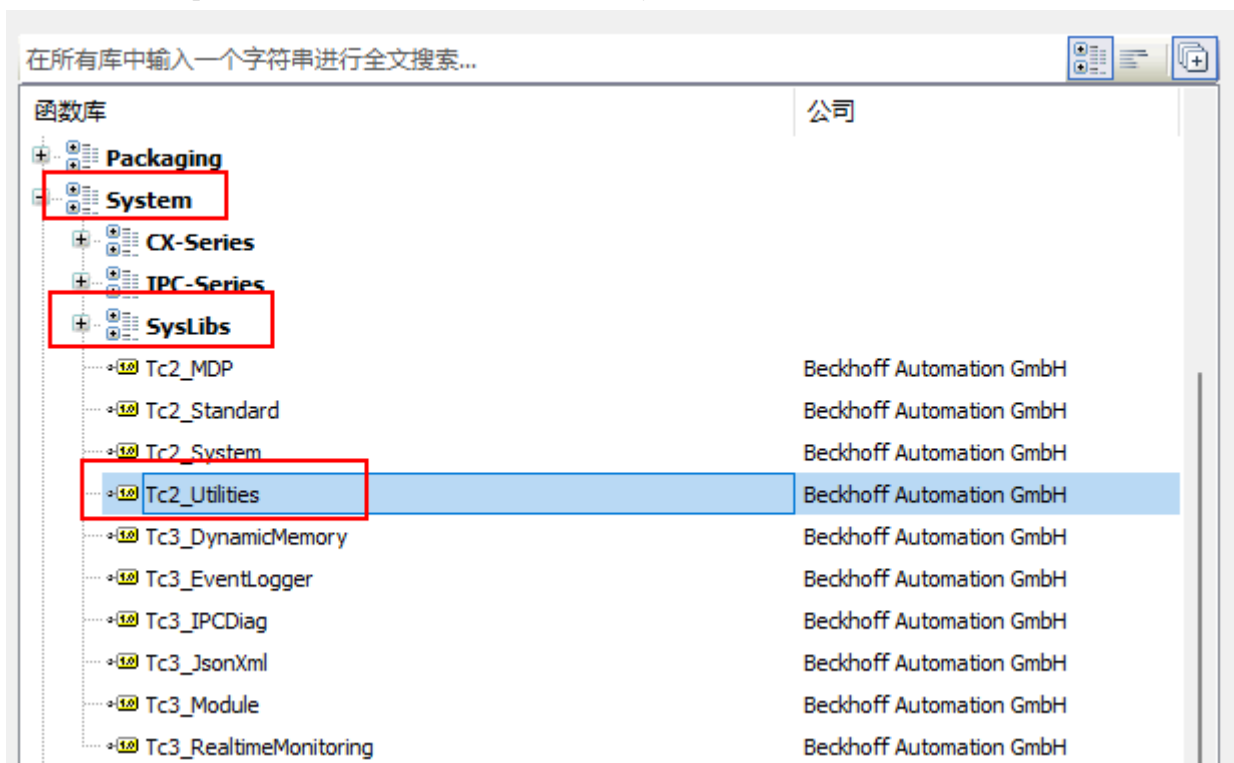 在所有库中输入一个字符串进行全文搜索...
函数库 公司
Packaging
System
CX-Series
IPC-Series
SysLibs
Tc2_MDP Beckhoff Automation GmbH
Tc2_Standard Beckhoff Automation GmbH
Tc2_System Beckhoff Automation GmbH
Tc2_Utilities Beckhoff Automation GmbH
Tc3_DynamicMemory Beckhoff Automation GmbH
Tc3_EventLogger Beckhoff Automation GmbH
Tc3_IPCDiag Beckhoff Automation GmbH
Tc3_JsonXml Beckhoff Automation GmbH
Tc3_Module Beckhoff Automation GmbH
Tc3_RealtimeMonitoring Beckhoff Automation GmbH